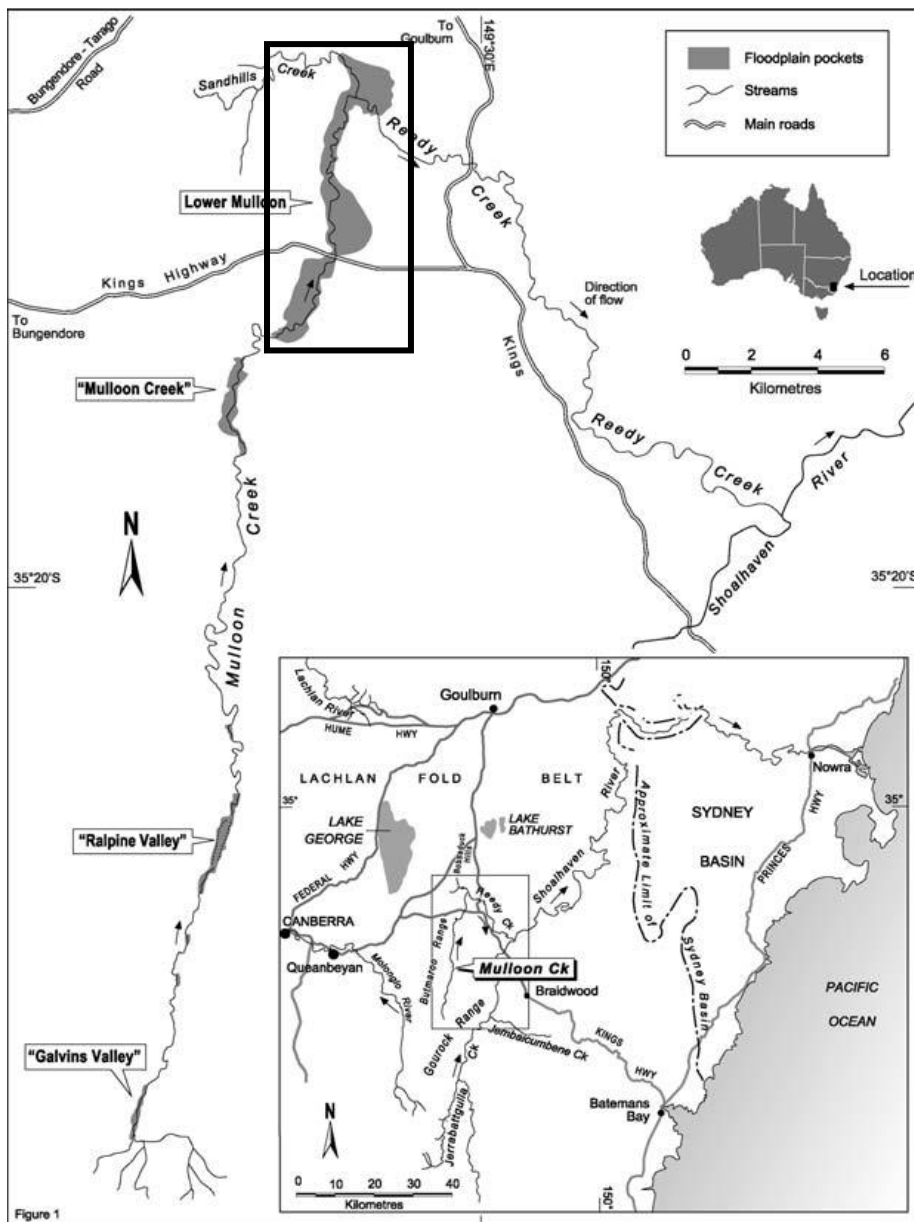 Bungendore - Tarago
Road
To
Goulburn
149°30'E
Sandhills
Creek
Reedy
Creek
Floodplain pockets
Streams
Main roads
Lower Mulloon
Kings Highway
To
Bungendore
Direction
of flow
Location
0 2 4 6
Kilometres
"Mulloon Creek"
Kings
Reedy
Creek
Shoalhaven
River
N
35°20'S
35°20'S
Mulloon
Creek
"Ralpine Valley"
"Galvins Valley"
150°
Lachlan River
Goulburn
HUME HWY
Nowra
LACHLAN FOLD BELT
35°
35°
LAKE
GEORGE
LAKE
BATHURST
River
Shoalhaven
Approximate Limit of
Sydney Basin
SYDNEY
BASIN
PRINCES HWY
FEDERAL HWY
CANBERRA
Queanbeyan
Molonglo
River
Butmaroo Range
Reedy Ck
Mulloon Ck
Braidwood
Gourock Range
Jembaicumbene Ck
KINGS
HWY
Jerrabattgulla
Ck
Batemans
Bay
PACIFIC
OCEAN
N
0 10 20 30 40
Kilometres
150°
Figure 1